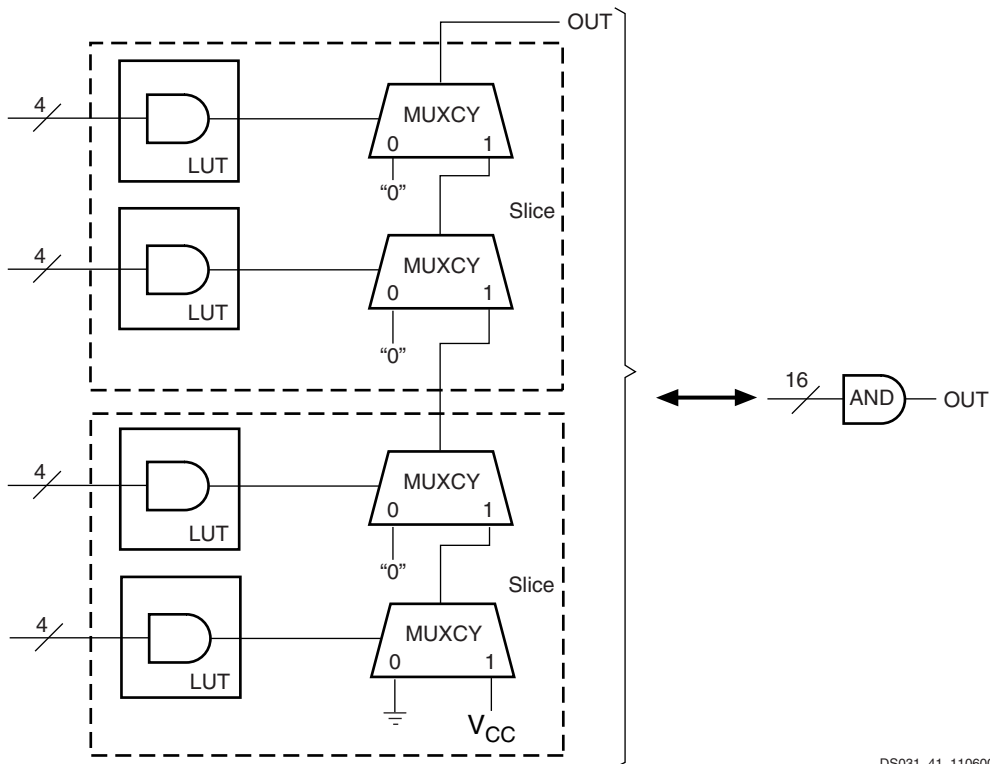 OUT
4
LUT
MUXCY
0 1
“0”
Slice
4
LUT
MUXCY
0 1
“0”
16
AND
OUT
4
LUT
MUXCY
0 1
“0”
Slice
4
LUT
MUXCY
0 1
VCC
DS031_41_110600